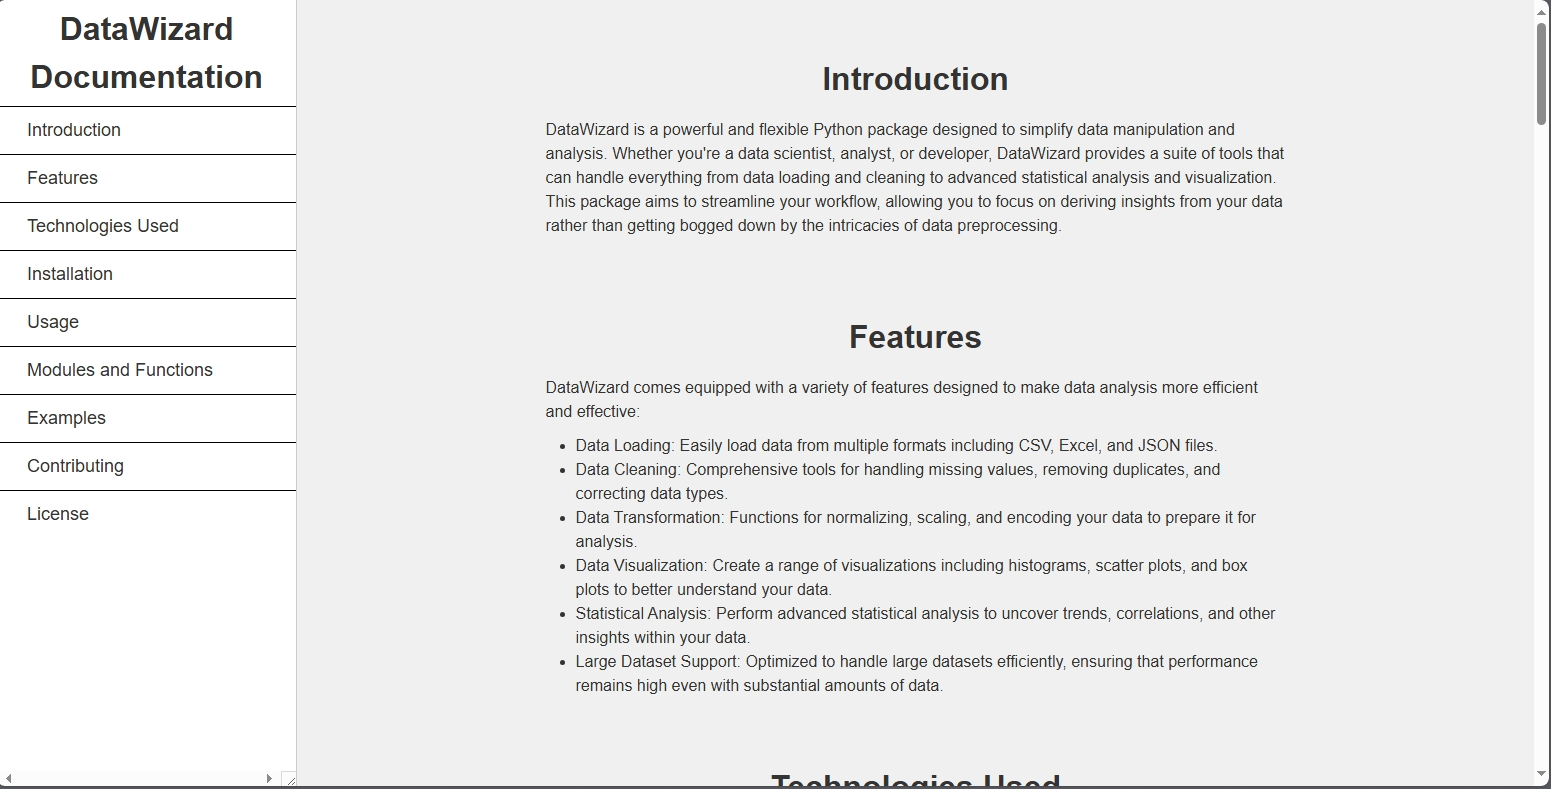 DataWizard
Documentation
Introduction
Features
Technologies Used
Installation
Usage
Modules and Functions
Examples
Contributing
License
Introduction
DataWizard is a powerful and flexible Python package designed to simplify data manipulation and
analysis. Whether you're a data scientist, analyst, or developer, DataWizard provides a suite of tools that
can handle everything from data loading and cleaning to advanced statistical analysis and visualization.
This package aims to streamline your workflow, allowing you to focus on deriving insights from your data
rather than getting bogged down by the intricacies of data preprocessing.
Features
DataWizard comes equipped with a variety of features designed to make data analysis more efficient
and effective:
• Data Loading: Easily load data from multiple formats including CSV, Excel, and JSON files.
• Data Cleaning: Comprehensive tools for handling missing values, removing duplicates, and
correcting data types.
• Data Transformation: Functions for normalizing, scaling, and encoding your data to prepare it for
analysis.
• Data Visualization: Create a range of visualizations including histograms, scatter plots, and box
plots to better understand your data.
• Statistical Analysis: Perform advanced statistical analysis to uncover trends, correlations, and other
insights within your data.
• Large Dataset Support: Optimized to handle large datasets efficiently, ensuring that performance
remains high even with substantial amounts of data.
Technologies Used